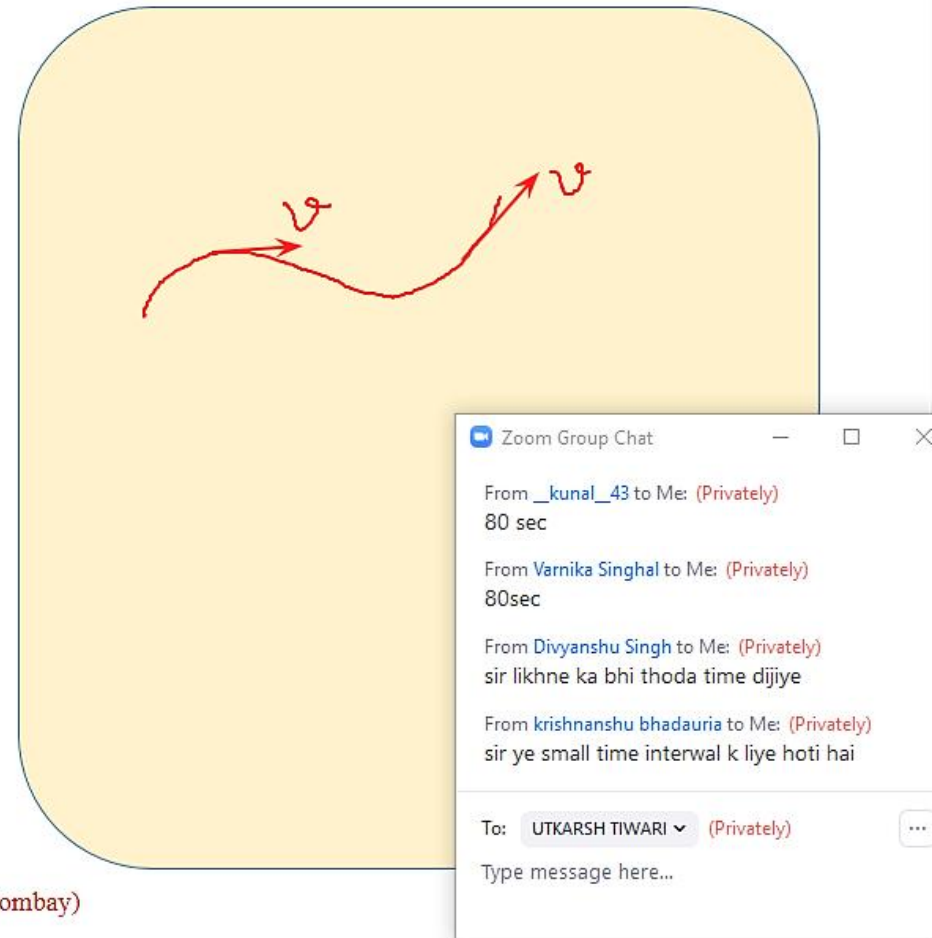 v
v
Zoom Group Chat
From __kunal__43 to Me: (Privately)
80 sec
From Varnika Singhal to Me: (Privately)
80sec
From Divyanshu Singh to Me: (Privately)
sir likhne ka bhi thoda time dijiye
From krishnanshu bhadauria to Me: (Privately)
sir ye small time interwal k liye hoti hai
To: UTKARSH TIWARI (Privately)
...
Type message here...
ombay)